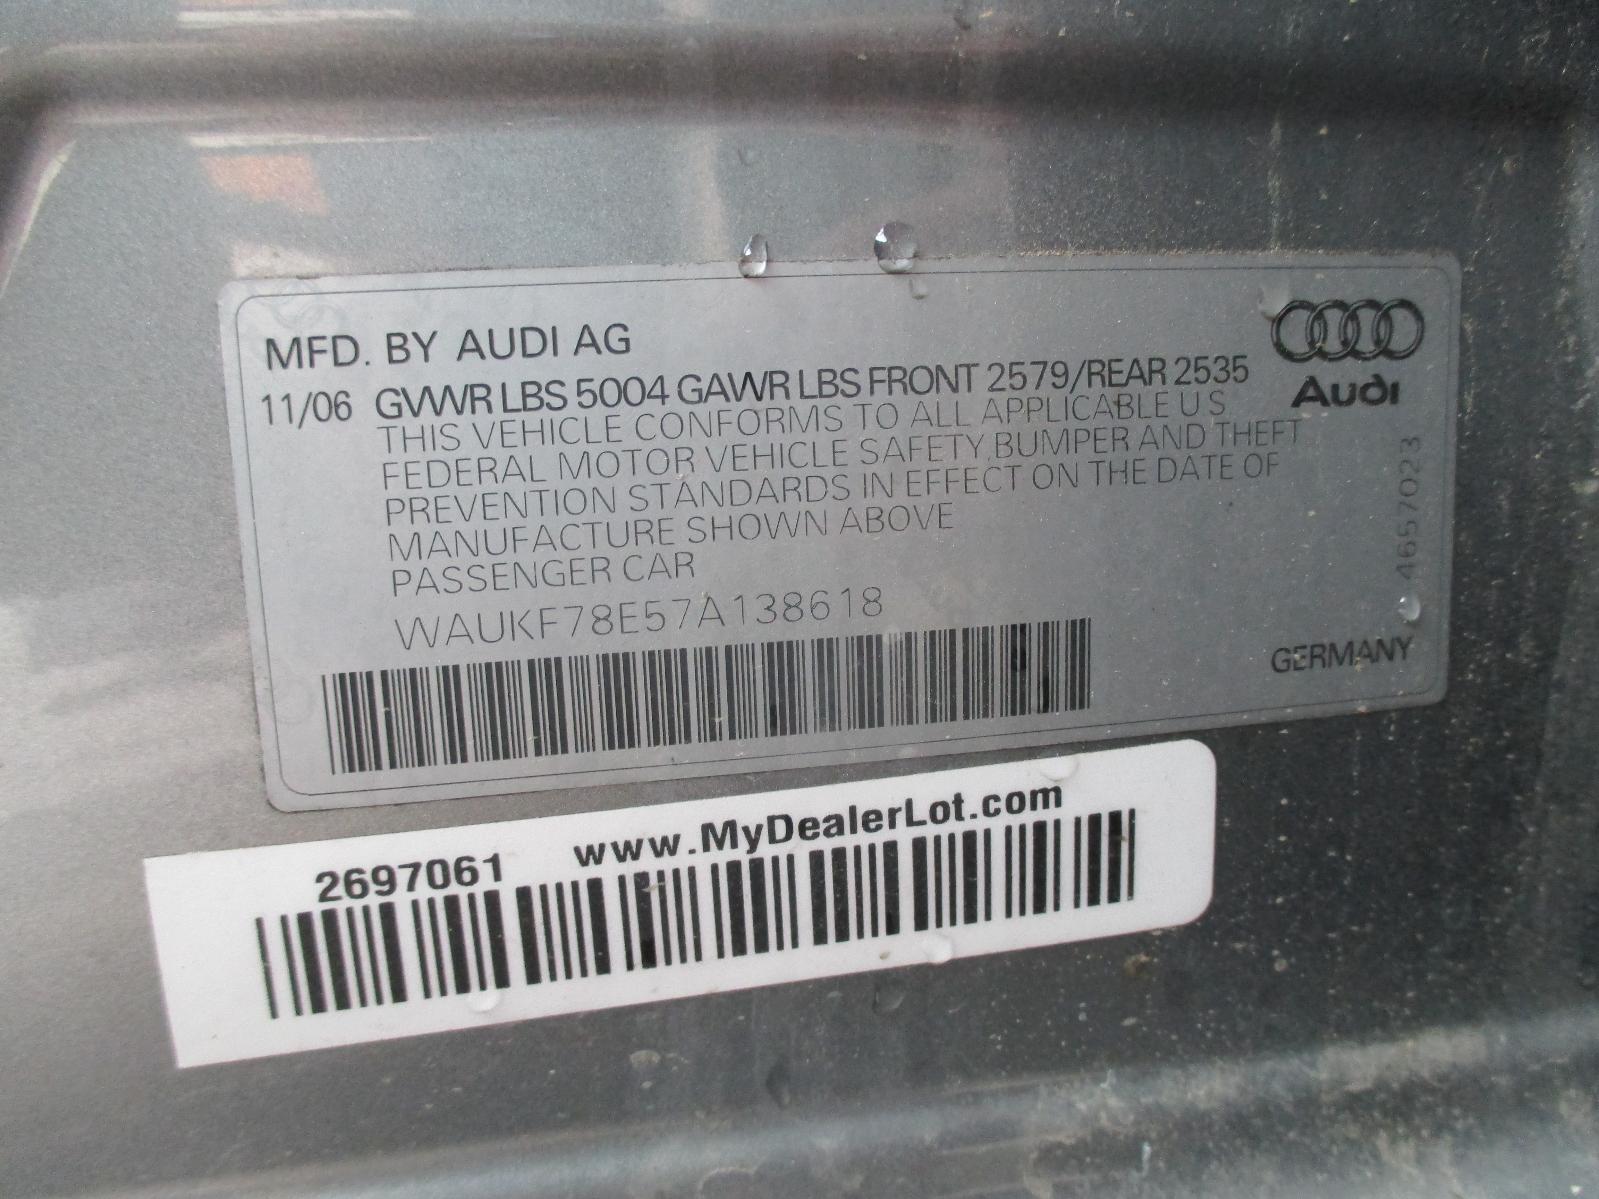 MFD. BY AUDI AG
11/06 GVWR LBS 5004 GAWR LBS FRONT 2579/REAR 2535
THIS VEHICLE CONFORMS TO ALL APPLICABLE U S
FEDERAL MOTOR VEHICLE SAFETY, BUMPER AND THEFT
PREVENTION STANDARDS IN EFFECT ON THE DATE OF
MANUFACTURE SHOWN ABOVE
PASSENGER CAR
WAUKF78E57A138618
Audi
4657023
GERMANY
2697061 www.MyDealerLot.com